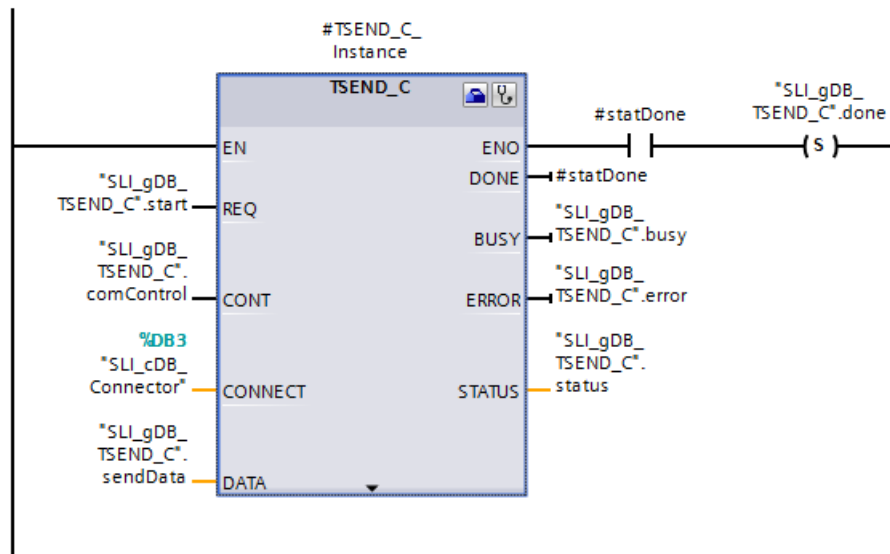 #TSEND_C_
Instance
TSEND_C
EN
ENO
#statDone
"SLI_gDB_
TSEND_C".done
S
"SLI_gDB_
TSEND_C".start
REQ
DONE
#statDone
"SLI_gDB_
TSEND_C".
comControl
CONT
BUSY
"SLI_gDB_
TSEND_C".busy
ERROR
"SLI_gDB_
TSEND_C".error
%DB3
"SLI_cDB_
Connector"
CONNECT
STATUS
"SLI_gDB_
TSEND_C".
status
"SLI_gDB_
TSEND_C".
sendData
DATA